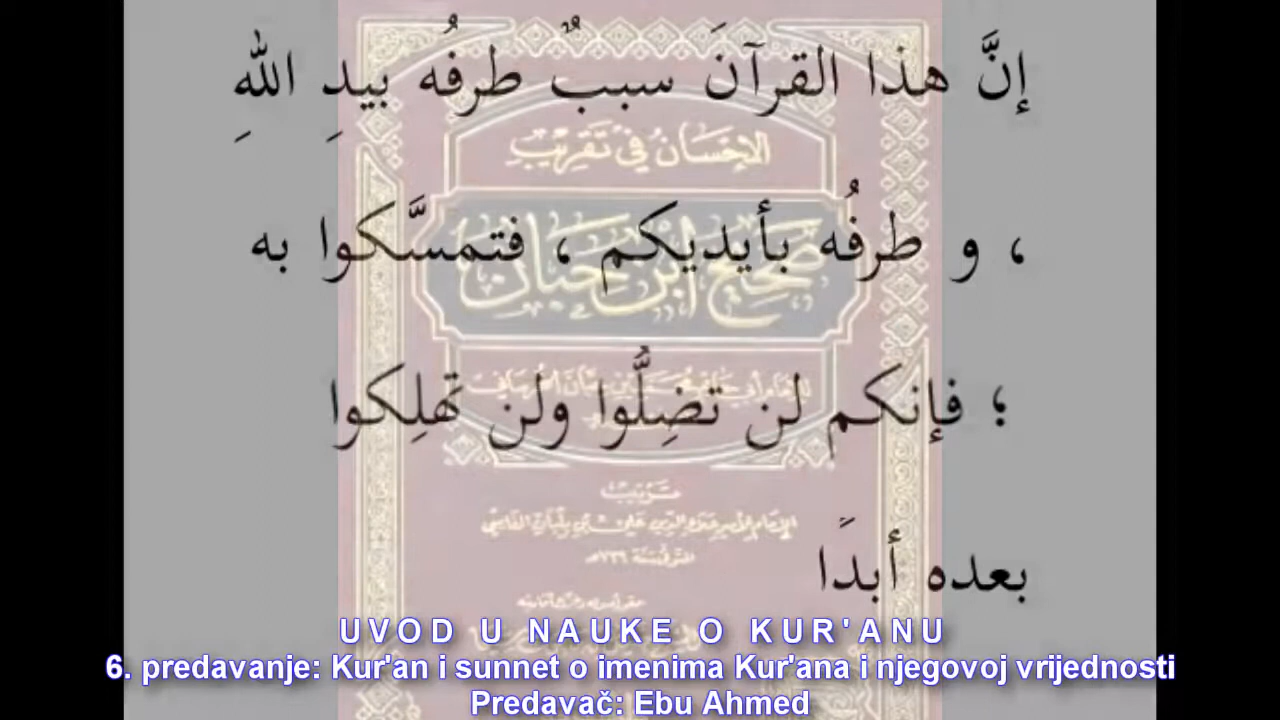 إنَّ هذا القرآنَ سببٌ طرفُه بيدِ اللهِ
الإحسان في تقريب
، و طرفُه بأيديكم ، فتمسَّكوا به
صحيح ابن حبان
؛ فإنكم لن تضِلُّوا ولن تهلِكوا
ترتيب
بعده أبدًا
UVOD U NAUKE O KUR'ANU
6. predavanje: Kur'an i sunnet o imenima Kur'ana i njegovoj vrijednosti
Predavač: Ebu Ahmed